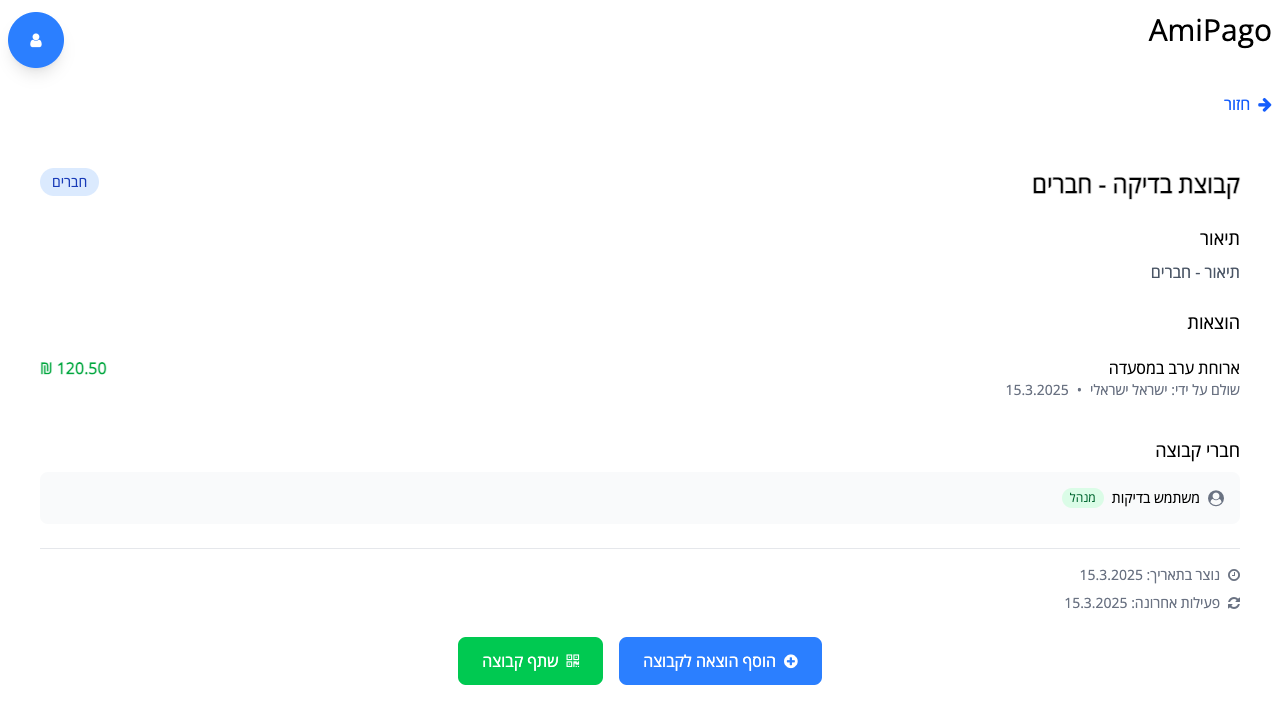 AmiPago
חזור
קבוצת בדיקה - חברים
חברים
תיאור
תיאור - חברים
הוצאות
ארוחת ערב במסעדה
120.50 ₪
שולם על ידי: ישראל ישראלי • 15.3.2025
חברי קבוצה
משתמש בדיקות מנהל
נוצר בתאריך: 15.3.2025
פעילות אחרונה: 15.3.2025
הוסף הוצאה לקבוצה
שתף קבוצה